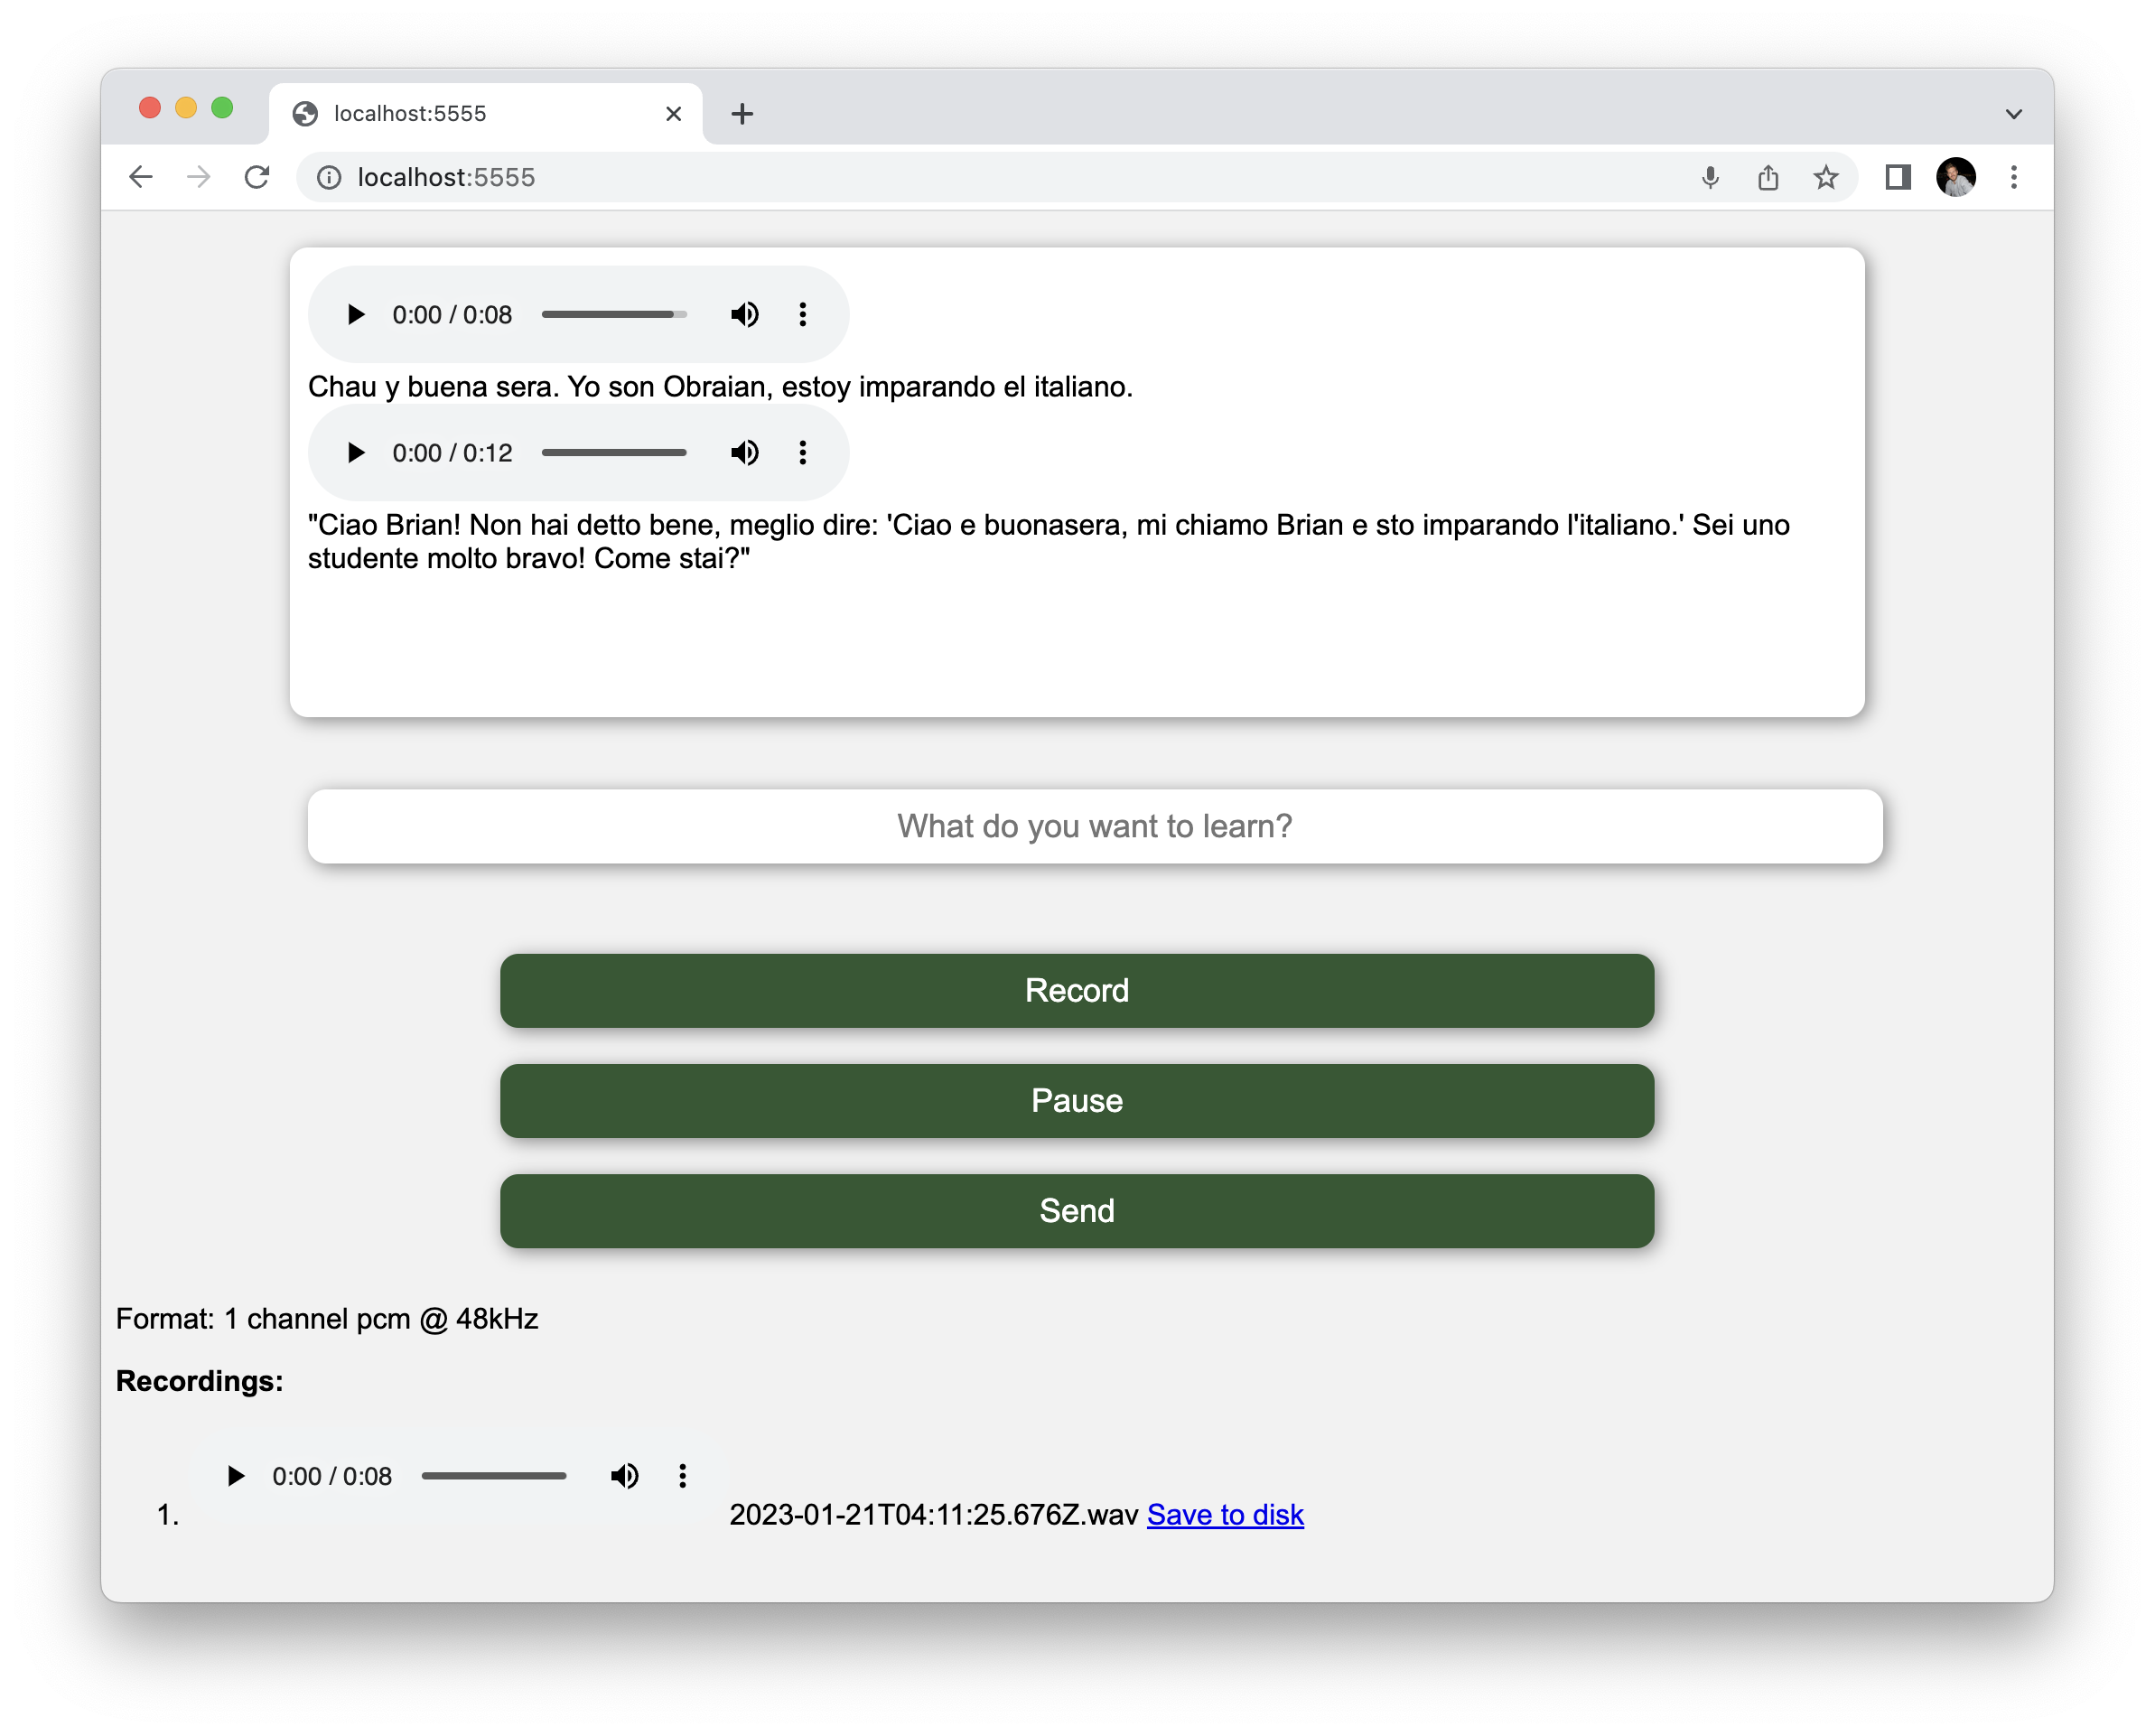 localhost:5555
localhost:5555
0:00 / 0:08
Chau y buena sera. Yo son Obraian, estoy imparando el italiano.
0:00 / 0:12
"Ciao Brian! Non hai detto bene, meglio dire: 'Ciao e buonasera, mi chiamo Brian e sto imparando l'italiano.' Sei uno
studente molto bravo! Come stai?"
What do you want to learn?
Record
Pause
Send
Format: 1 channel pcm @ 48kHz
Recordings:
0:00 / 0:08
1. 2023-01-21T04:11:25.676Z.wav Save to disk